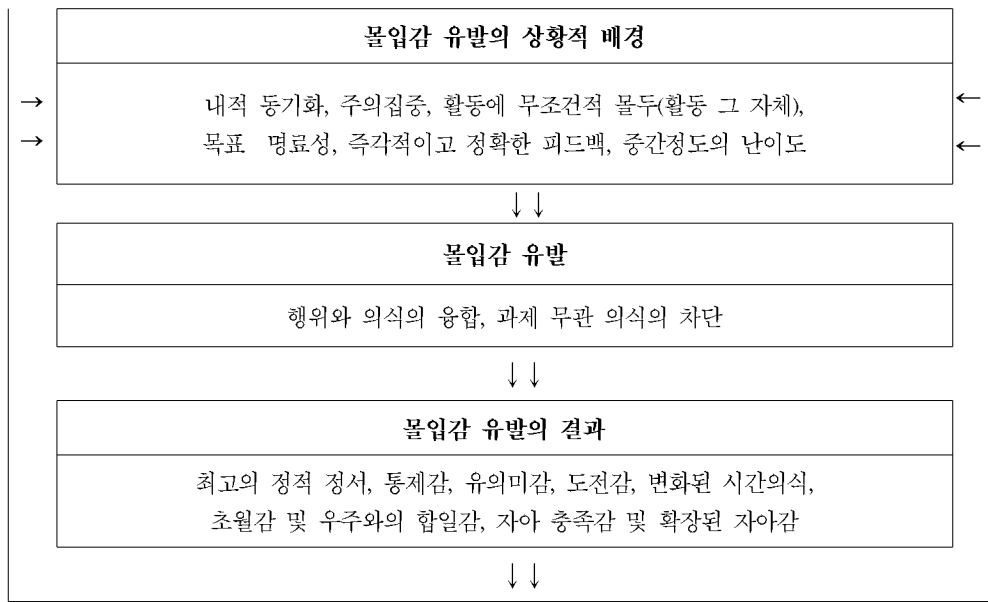 몰입감 유발의 상황적 배경
→ 내적 동기화, 주의집중, 활동에 무조건적 몰두(활동 그 자체), ←
→ 목표 명료성, 즉각적이고 정확한 피드백, 중간정도의 난이도 ←
↓↓
몰입감 유발
행위와 의식의 융합, 과제 무관 의식의 차단
↓↓
몰입감 유발의 결과
최고의 정적 정서, 통제감, 유의미감, 도전감, 변화된 시간의식,
초월감 및 우주와의 합일감, 자아 충족감 및 확장된 자아감
↓↓